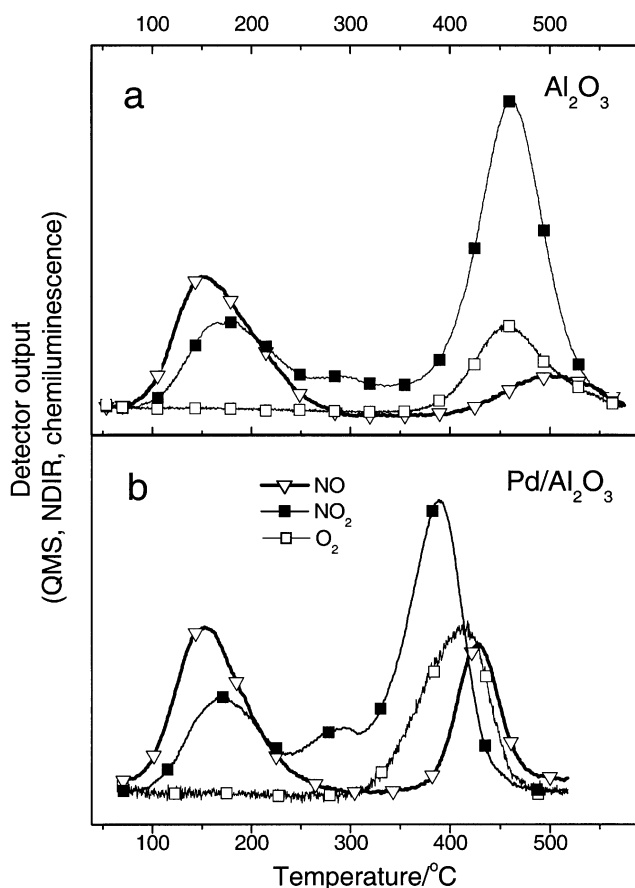 100 200 300 400 500
a
Al₂O₃
Detector output
(QMS, NDIR, chemiluminescence)
b
Pd/Al₂O₃
NO
NO₂
O₂
100 200 300 400 500
Temperature/°C